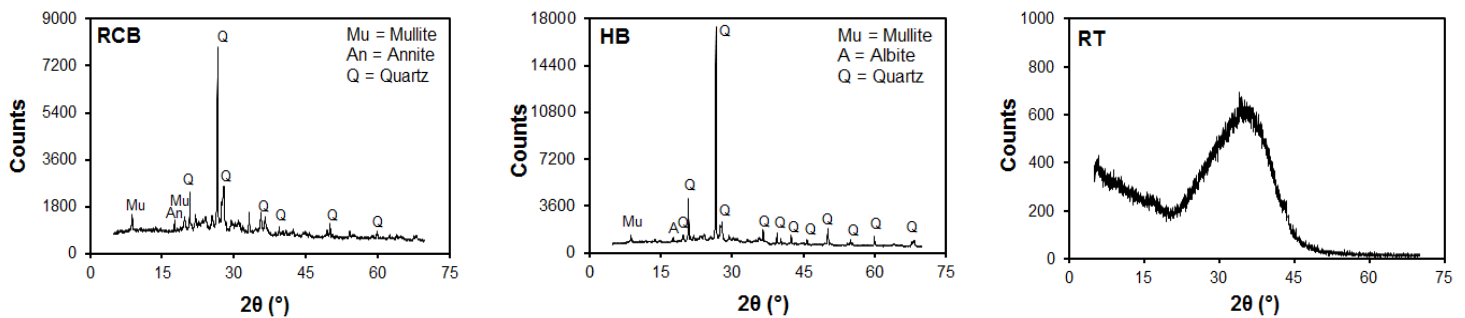 RCB
Mu = Mullite
An = Annite
Q = Quartz
9000
7200
5400
3600
1800
0
Counts
Mu
An
Mu
Q
Q
Q
Q
Q
Q
Q
0
15
30
45
60
75
2θ (°)
HB
Mu = Mullite
A = Albite
Q = Quartz
18000
14400
10800
7200
3600
0
Counts
Mu
A
Q
Q
Q
Q
Q
Q
Q
Q
Q
Q
Q
Q
0
15
30
45
60
75
2θ (°)
RT
1000
800
600
400
200
0
Counts
0
15
30
45
60
75
2θ (°)